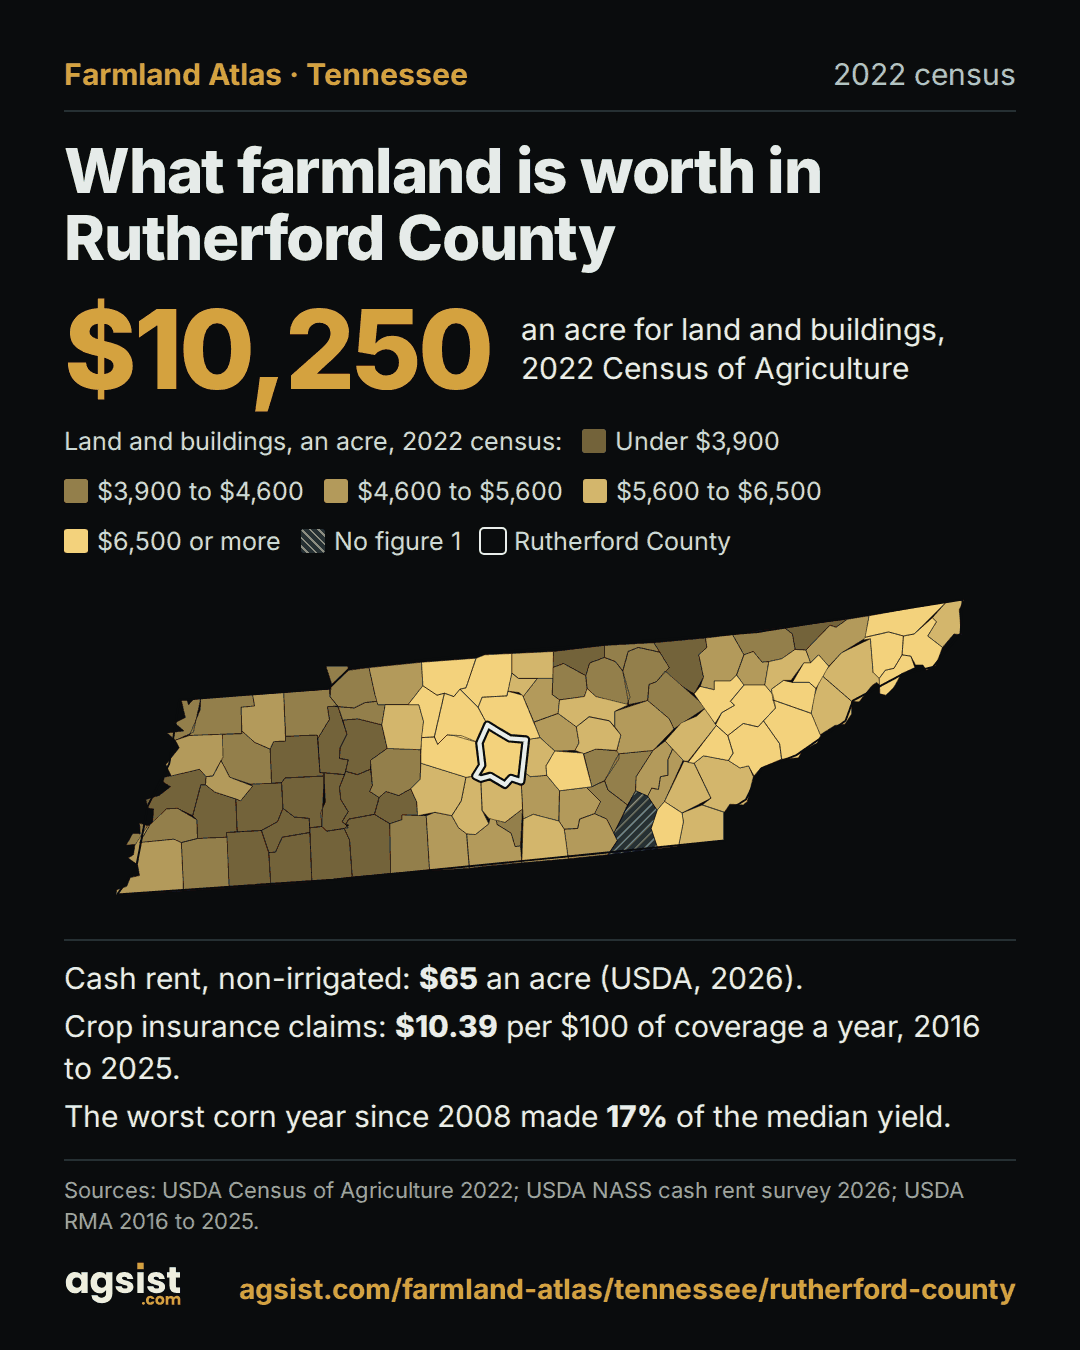 Farmland Atlas · Tennessee
2022 census
What farmland is worth in
Rutherford County
$10,250
an acre for land and buildings,
2022 Census of Agriculture
Land and buildings, an acre, 2022 census: Under $3,900
$3,900 to $4,600 $4,600 to $5,600 $5,600 to $6,500
$6,500 or more No figure 1 Rutherford County
Cash rent, non-irrigated: $65 an acre (USDA, 2026).
Crop insurance claims: $10.39 per $100 of coverage a year, 2016
to 2025.
The worst corn year since 2008 made 17% of the median yield.
Sources: USDA Census of Agriculture 2022; USDA NASS cash rent survey 2026; USDA
RMA 2016 to 2025.
agsist
.com
agsist.com/farmland-atlas/tennessee/rutherford-county